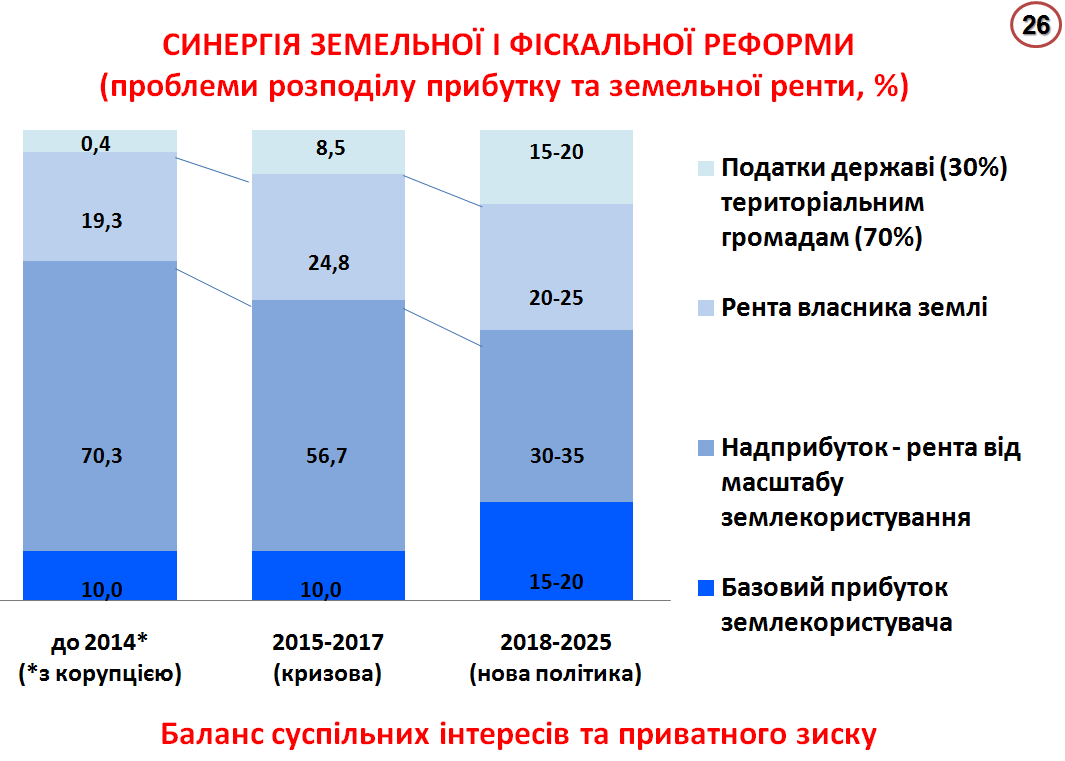 26
СИНЕРГІЯ ЗЕМЕЛЬНОЇ І ФІСКАЛЬНОЇ РЕФОРМИ
(проблеми розподілу прибутку та земельної ренти, %)
0,4
8,5
15-20
19,3
24,8
20-25
70,3
56,7
30-35
10,0
10,0
15-20
до 2014*
(*з корупцією)
2015-2017
(кризова)
2018-2025
(нова політика)
Податки державі (30%)
територіальним
громадам (70%)
Рента власника землі
Надприбуток - рента від
масштабу
землекористування
Базовий прибуток
землекористувача
Баланс суспільних інтересів та приватного зиску